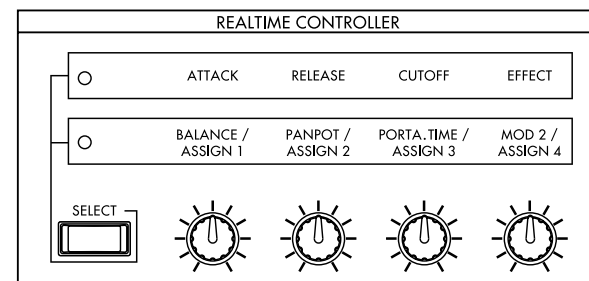 REALTIME CONTROLLER
ATTACK RELEASE CUTOFF EFFECT
BALANCE / PANPOT / PORTA.TIME / MOD 2 /
ASSIGN 1 ASSIGN 2 ASSIGN 3 ASSIGN 4
SELECT